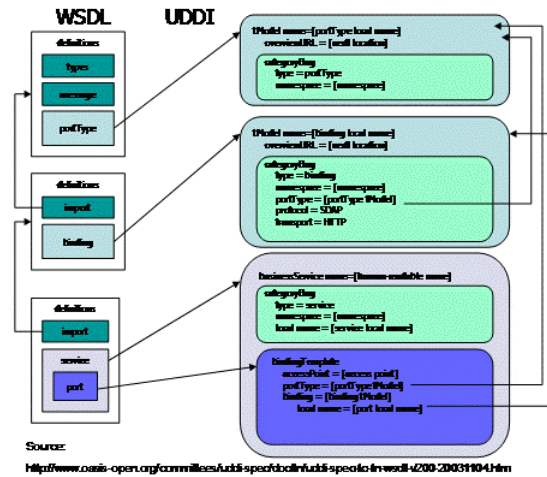 WSDL
UDDI
definitions
types
message
portType
definitions
import
binding
definitions
import
service
port
tModel name=[portType local name]
overviewURL = [wsdl location]
categoryBag
type = portType
namespace = [namespace]
tModel name=[binding local name]
overviewURL = [wsdl location]
categoryBag
type = binding
namespace = [namespace]
portType = [portType tModel]
protocol = SOAP
transport = HTTP
businessService name=[human-readable name]
categoryBag
type = service
namespace = [namespace]
local name = [service local name]
bindingTemplate
accessPoint = [access point]
portType = [portType tModel]
binding = [binding tModel]
local name = [port local name]
Source:
http://www.oasis-open.org/committees/uddi-spec/doc/tn/uddi-spec-tc-tn-wsdl-v200-20031104.htm